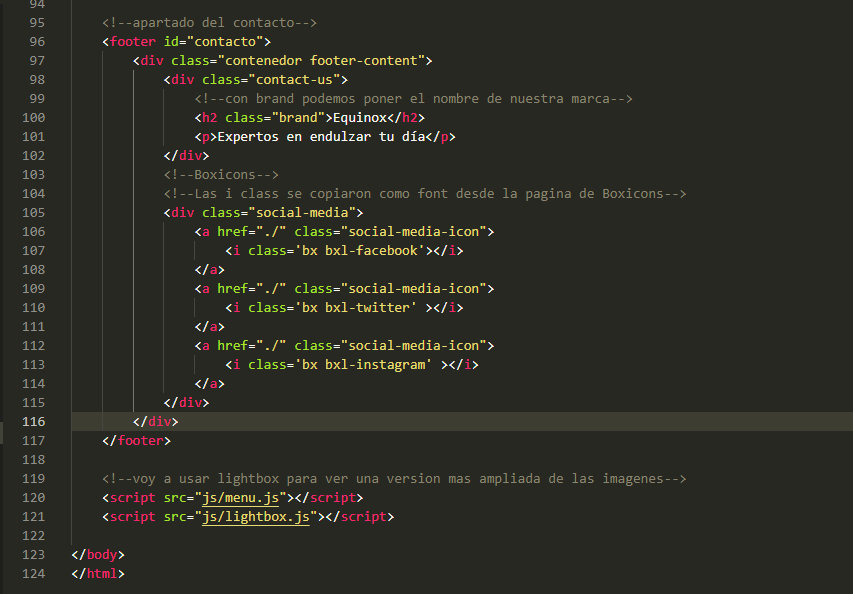 94
95 <!--apartado del contacto-->
96 <footer id="contacto">
97 <div class="contenedor footer-content">
98 <div class="contact-us">
99 <!--con brand podemos poner el nombre de nuestra marca-->
100 <h2 class="brand">Equinox</h2>
101 <p>Expertos en endulzar tu día</p>
102 </div>
103 <!--Boxicons-->
104 <!--Las i class se copiaron como font desde la pagina de Boxicons-->
105 <div class="social-media">
106 <a href="./" class="social-media-icon">
107 <i class='bx bxl-facebook'></i>
108 </a>
109 <a href="./" class="social-media-icon">
110 <i class='bx bxl-twitter' ></i>
111 </a>
112 <a href="./" class="social-media-icon">
113 <i class='bx bxl-instagram' ></i>
114 </a>
115 </div>
116 </div>
117 </footer>
118
119 <!--voy a usar lightbox para ver una version mas ampliada de las imagenes-->
120 <script src="js/menu.js"></script>
121 <script src="js/lightbox.js"></script>
122
123 </body>
124 </html>